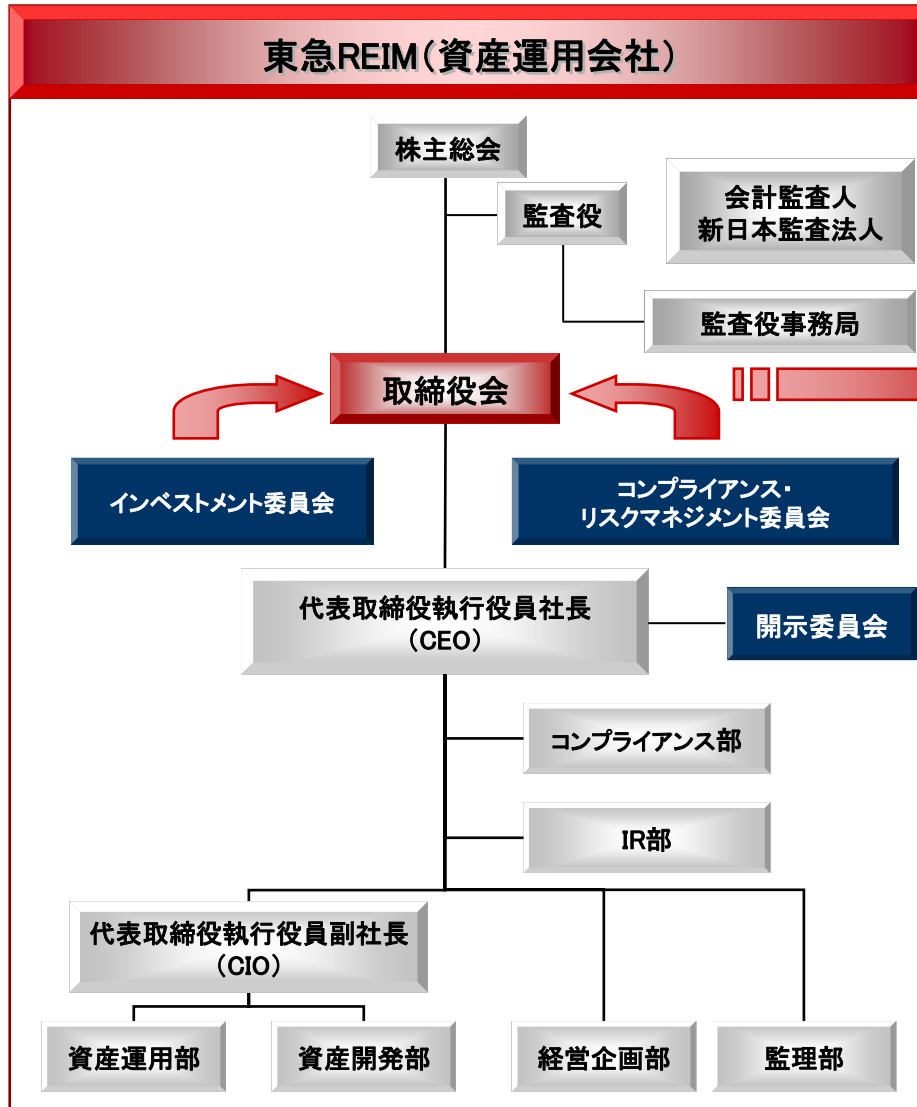 東急REIM(資産運用会社)
株主総会
監査役
会計監査人
新日本監査法人
監査役事務局
取締役会
インベストメント委員会
コンプライアンス・
リスクマネジメント委員会
代表取締役執行役員社長
(CEO)
開示委員会
コンプライアンス部
IR部
代表取締役執行役員副社長
(CIO)
資産運用部
資産開発部
経営企画部
監理部